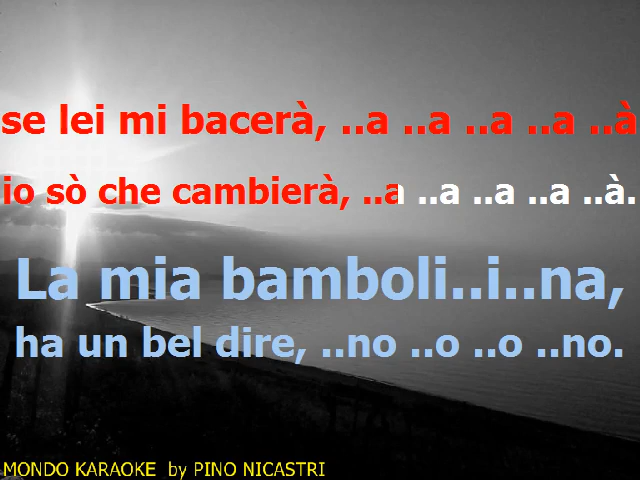 se lei mi bacerà, ..a ..a ..a ..a ..à
io sò che cambierà, ..a ..a ..a ..a ..à.
La mia bamboli..i..na,
ha un bel dire, ..no ..o ..o ..no.
MONDO KARAOKE by PINO NICASTRI